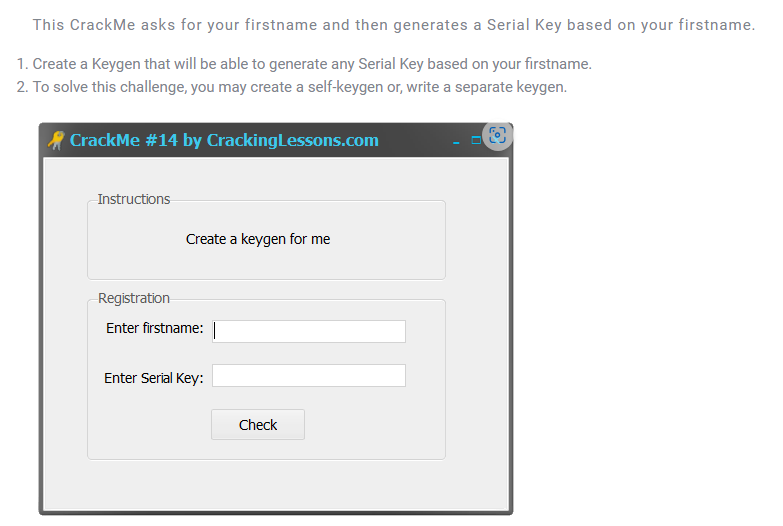 This CrackMe asks for your firstname and then generates a Serial Key based on your firstname.
1. Create a Keygen that will be able to generate any Serial Key based on your firstname.
2. To solve this challenge, you may create a self-keygen or, write a separate keygen.
CrackMe #14 by CrackingLessons.com
Instructions
Create a keygen for me
Registration
Enter firstname:
Enter Serial Key:
Check